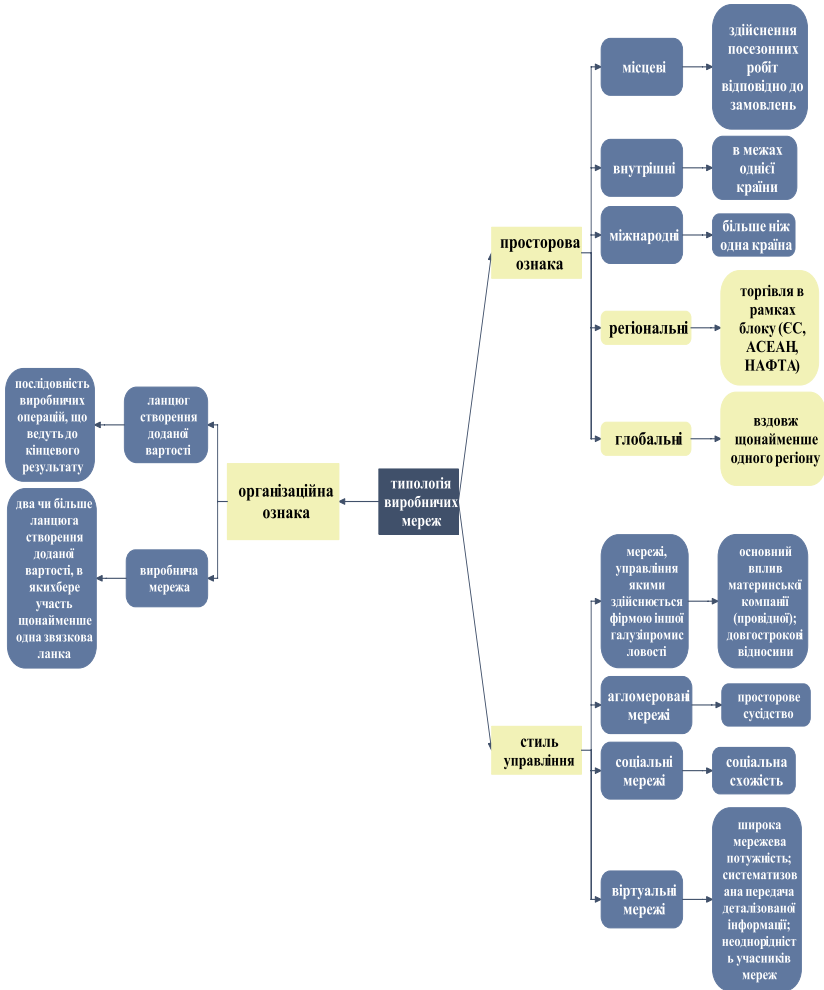 типологія
виробничих
мереж
організаційна
ознака
ланцюг
створення
доданої
вартості
послідовність
виробничих
операцій, що
ведуть до
кінцевого
результату
виробнича
мережа
два чи більше
ланцюга
створення
доданої
вартості, в
якихбере
участь
щонайменше
одна звязкова
ланка
просторова
ознака
місцеві
здійснення
посезонних
робіт
відповідно до
замовлень
внутрішні
в межах
однієї
країни
міжнародні
більше ніж
одна країна
регіональні
торгівля в
рамках
блоку (ЄС,
АСЕАН,
НАФТА)
глобальні
вздовж
щонайменше
одного регіону
стиль
управління
мережі,
управління
якими
здійснюється
фірмою іншої
галузіпромис
ловості
основний
вплив
материнської
компанії
(провідної);
довгострокові
відносини
агломеровані
мережі
просторове
сусідство
соціальні
мережі
соціальна
схожість
віртуальні
мережі
широка
мережева
потужність;
систематизов
ана передача
деталізованої
інформації;
неоднорідніст
ь учасників
мереж